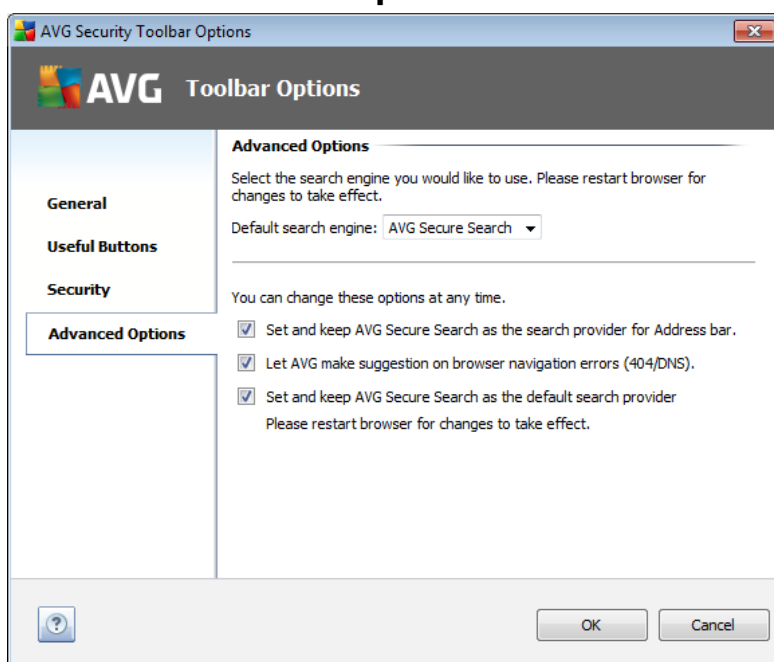 AVG Security Toolbar Options
AVG Toolbar Options
General
Useful Buttons
Security
Advanced Options
Advanced Options
Select the search engine you would like to use. Please restart browser for
changes to take effect.
Default search engine: AVG Secure Search
You can change these options at any time.
Set and keep AVG Secure Search as the search provider for Address bar.
Let AVG make suggestion on browser navigation errors (404/DNS).
Set and keep AVG Secure Search as the default search provider
Please restart browser for changes to take effect.
?
OK Cancel